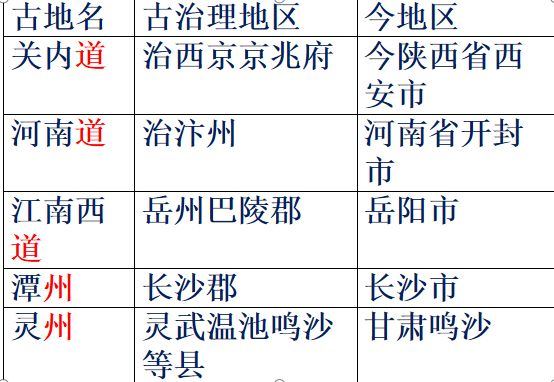 古地名 古治理地区 今地区
关内道 治西京京兆府 今陕西省西
安市
河南道 治汴州 河南省开封
市
江南西 岳州巴陵郡 岳阳市
道
潭州 长沙郡 长沙市
灵州 灵武温池鸣沙 甘肃鸣沙
等县